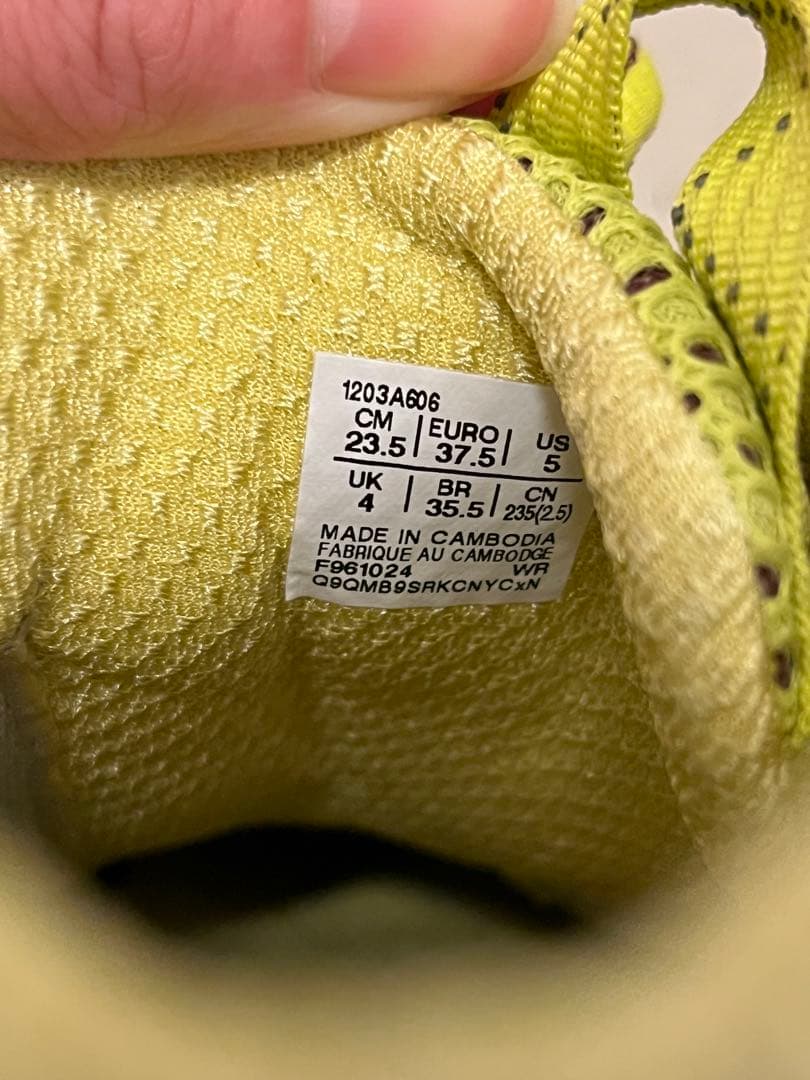 1203A606
CM | EURO | US
23.5 | 37.5 | 5
UK | BR | CN
4 | 35.5 | 235(2.5)
MADE IN CAMBODIA
FABRIQUE AU CAMBODGE
F961024 WR
Q9QMB9SRKCNYCxN